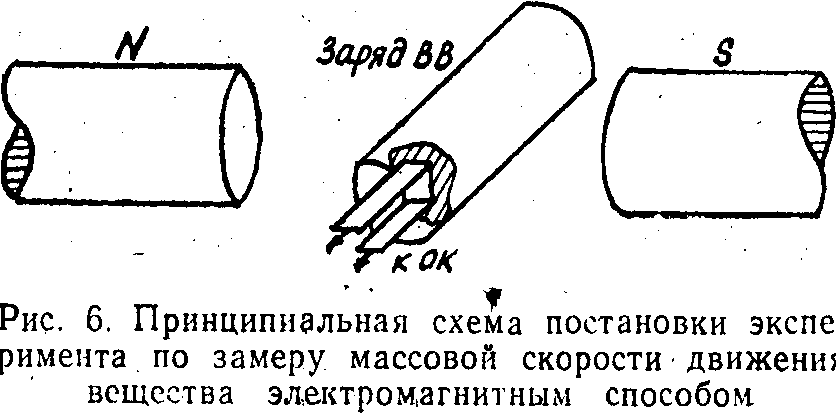 N
Заряд ВВ
S
к ОК
Рис. 6. Принципиальная схема постановки экспе
римента по замеру массовой скорости движения
вещества электромагнитным способом